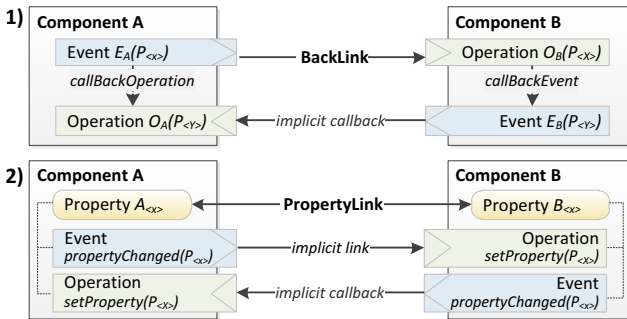 1)
Component A
Component B
Event E_A(P_<x>)
BackLink
Operation O_B(P_<X>)
callBackOperation
callBackEvent
Operation O_A(P_<Y>)
implicit callback
Event E_B(P_<Y>)
2)
Component A
Component B
Property A_<x>
PropertyLink
Property B_<x>
Event
propertyChanged(P_<x>)
implicit link
Operation
setProperty(P_<X>)
Operation
setProperty(P_<X>)
implicit callback
Event
propertyChanged(P_<x>)